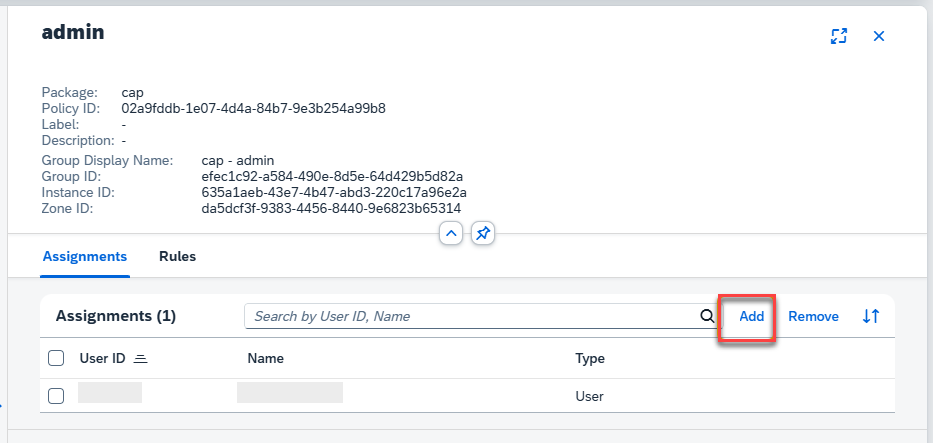 admin
Package: cap
Policy ID: 02a9fddb-1e07-4d4a-84b7-9e3b254a99b8
Label: -
Description: -
Group Display Name: cap - admin
Group ID: efec1c92-a584-490e-8d5e-64d429b5d82a
Instance ID: 635a1aeb-43e7-4b47-abd3-220c17a96e2a
Zone ID: da5dcf3f-9383-4456-8440-9e6823b65314
Assignments Rules
Assignments (1) Search by User ID, Name Add Remove
User ID Name Type
User